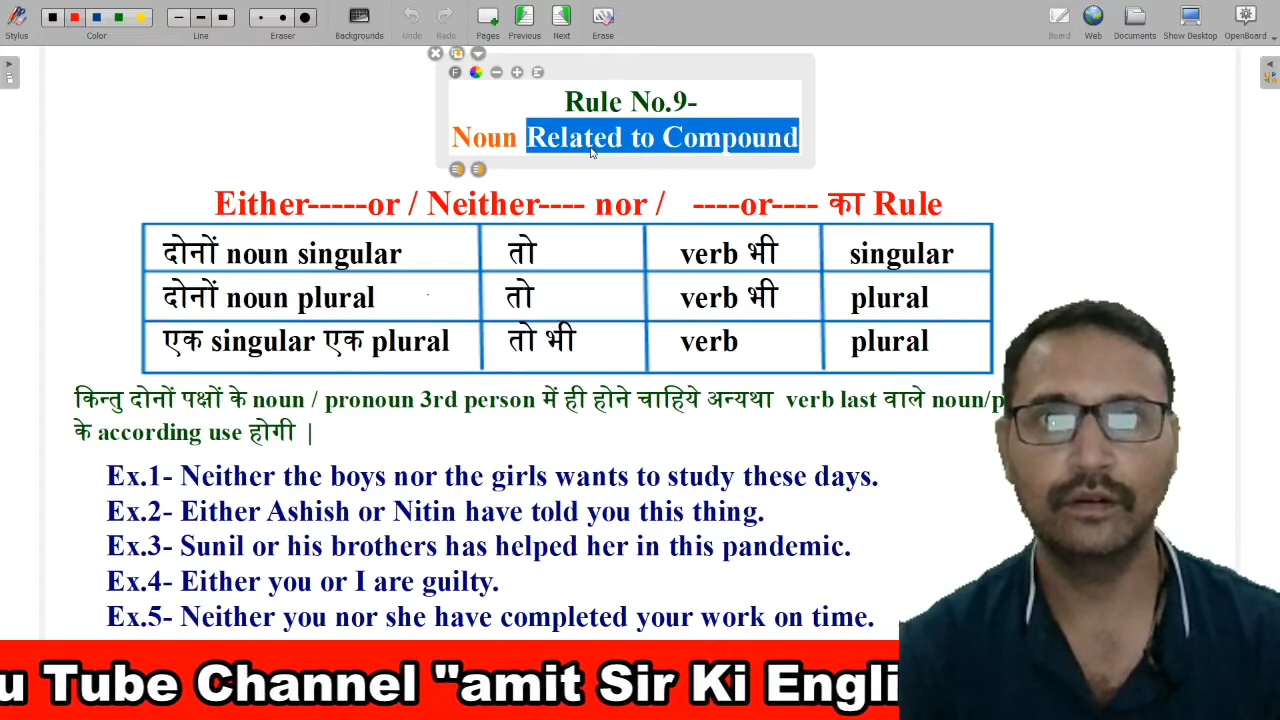 Stylus
Color
Line
Eraser
Backgrounds
Undo
Redo
Pages
Previous
Next
Erase
Board
Web
Documents
Show Desktop
OpenBoard
Rule No.9-
Noun Related to Compound
Either-----or / Neither---- nor / ----or---- का Rule
दोनों noun singular तो verb भी singular
दोनों noun plural तो verb भी plural
एक singular एक plural तो भी verb plural
किन्तु दोनों पक्षों के noun / pronoun 3rd person में ही होने चाहिये अन्यथा verb last वाले noun/p
के according use होगी |
Ex.1- Neither the boys nor the girls wants to study these days.
Ex.2- Either Ashish or Nitin have told you this thing.
Ex.3- Sunil or his brothers has helped her in this pandemic.
Ex.4- Either you or I are guilty.
Ex.5- Neither you nor she have completed your work on time.
u Tube Channel "amit Sir Ki Engli